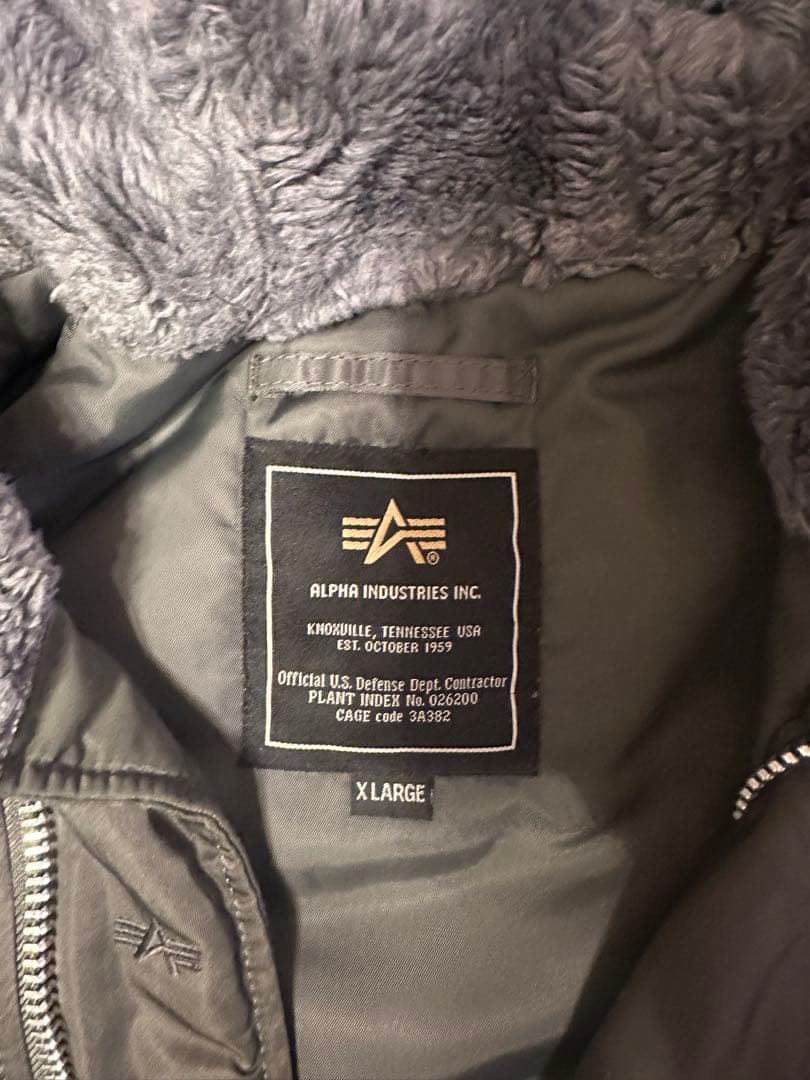 ®
ALPHA INDUSTRIES INC.
KNOXVILLE, TENNESSEE USA
EST. OCTOBER 1959
Official U.S. Defense Dept. Contractor
PLANT INDEX No. 026200
CAGE code 3A382
X LARGE